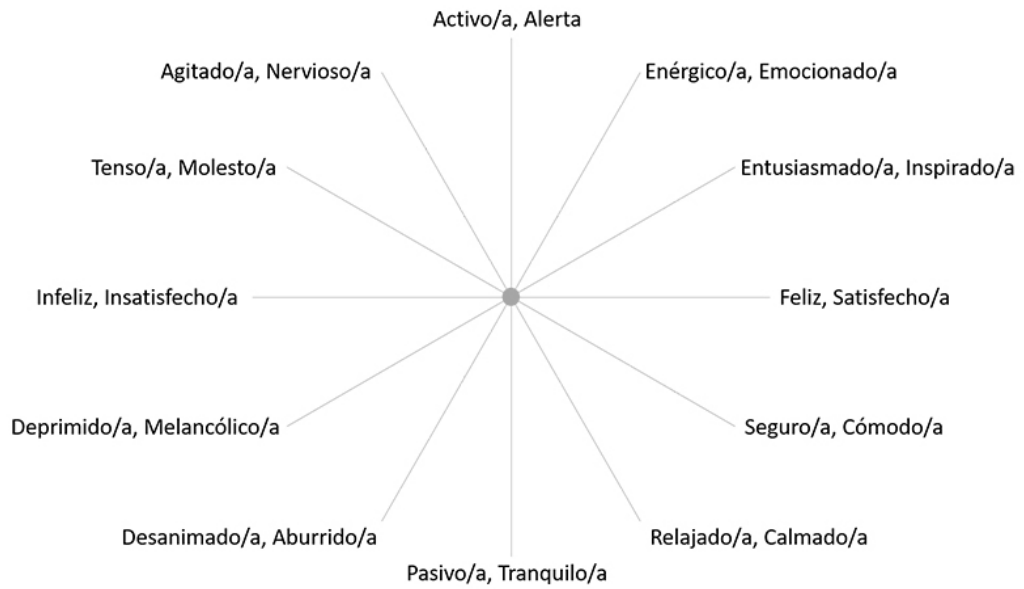 Activo/a, Alerta
Agitado/a, Nervioso/a
Enérgico/a, Emocionado/a
Tenso/a, Molesto/a
Entusiasmado/a, Inspirado/a
Infeliz, Insatisfecho/a
Feliz, Satisfecho/a
Deprimido/a, Melancólico/a
Seguro/a, Cómodo/a
Desanimado/a, Aburrido/a
Relajado/a, Calmado/a
Pasivo/a, Tranquilo/a